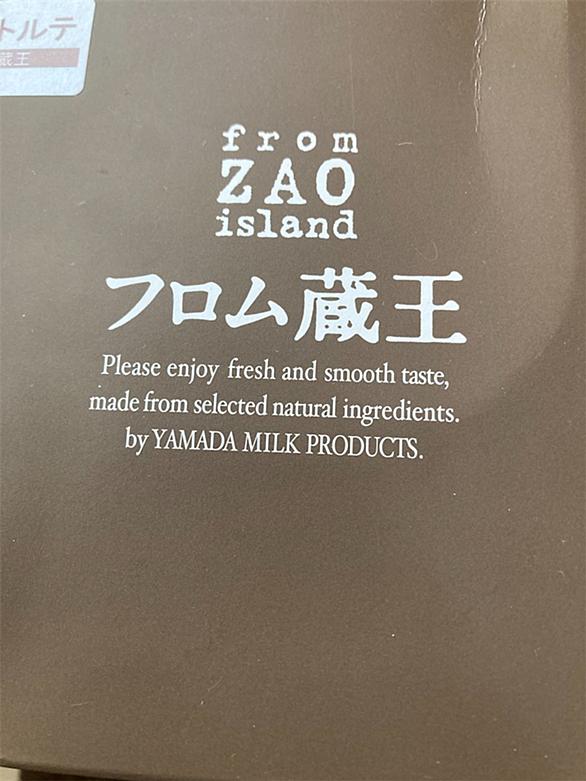 トルテ
蔵王
from
ZAO
island
フロム蔵王
Please enjoy fresh and smooth taste,
made from selected natural ingredients.
by YAMADA MILK PRODUCTS.